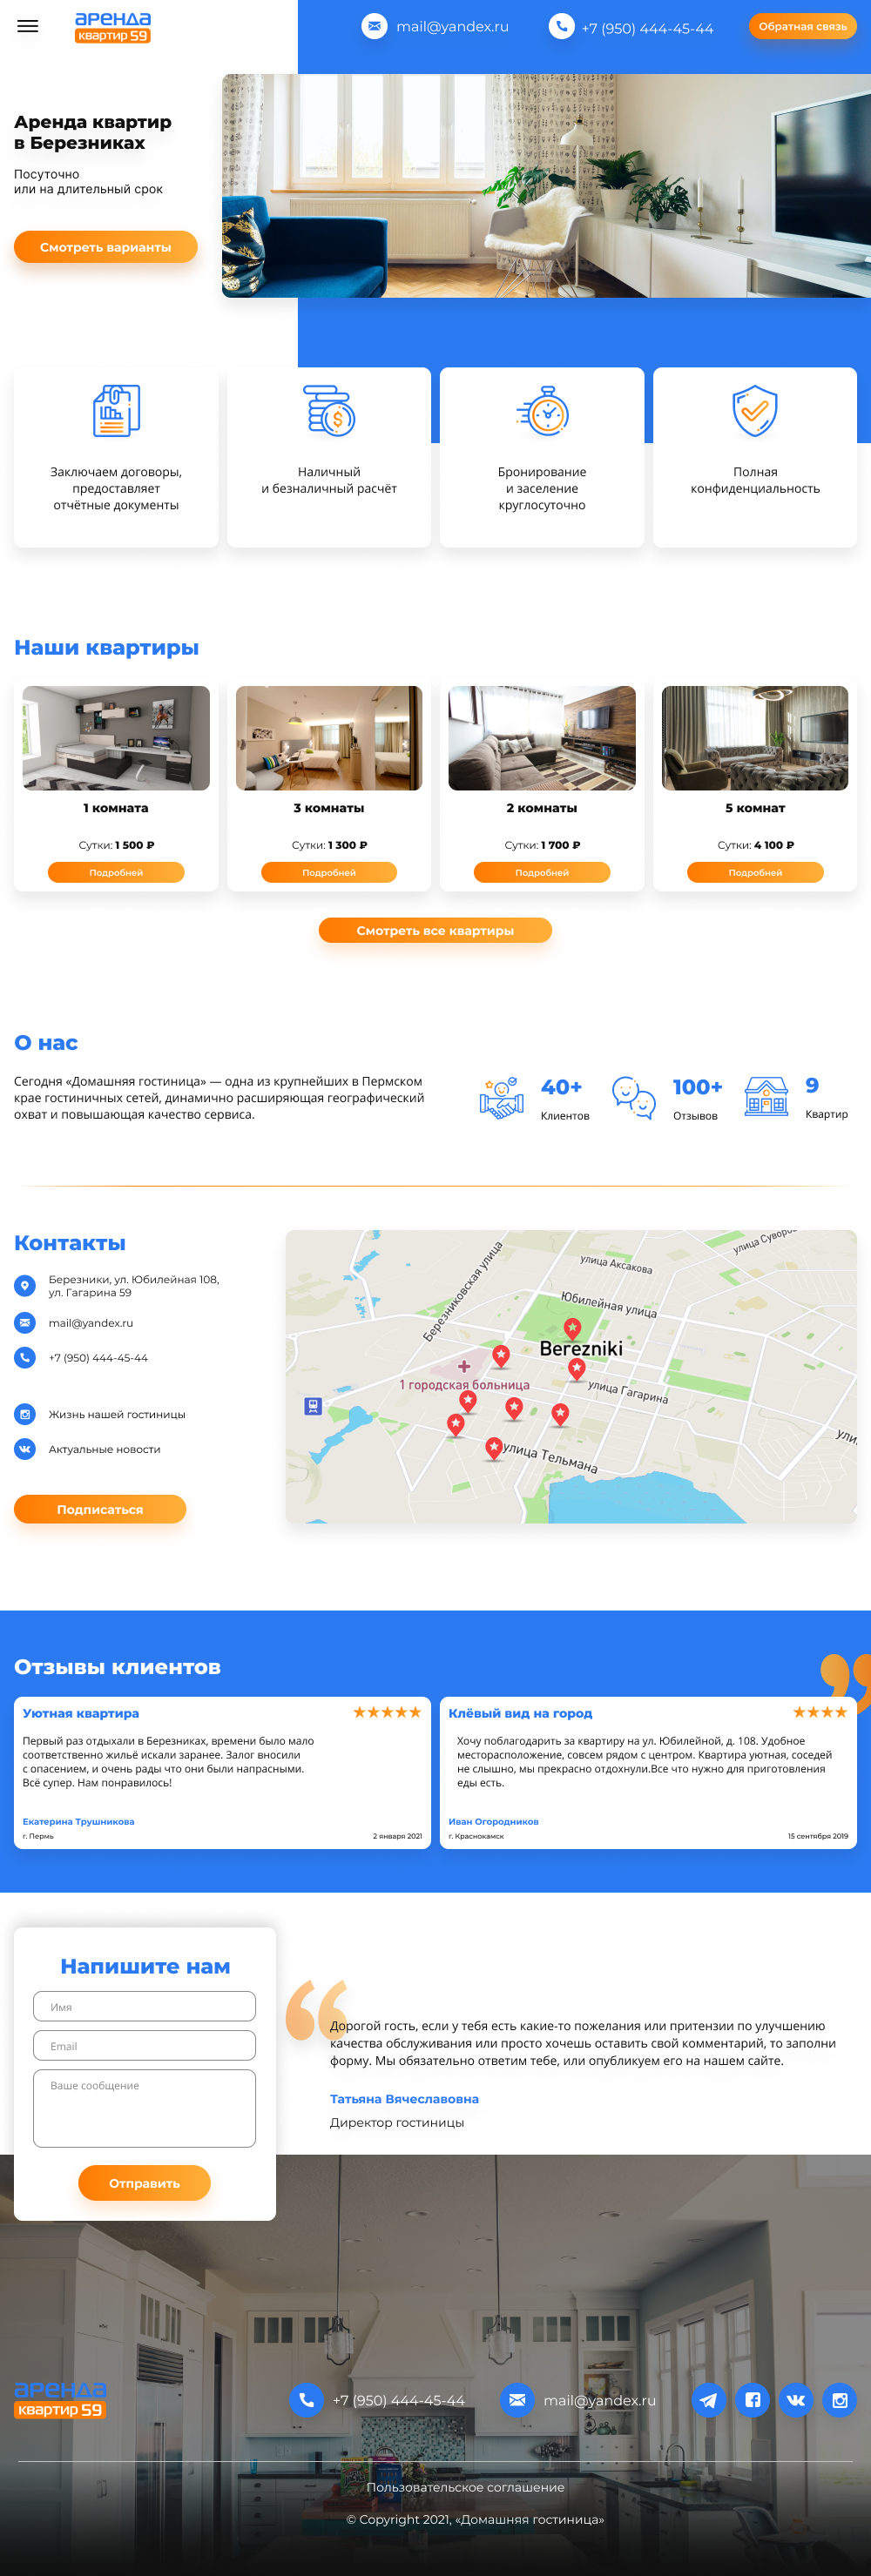 аренда
квартир 59
mail@yandex.ru
+7 (950) 444-45-44
Обратная связь
Аренда квартир
в Березниках
Посуточно
или на длительный срок
Смотреть варианты
Заключаем договоры,
предоставляет
отчётные документы
Наличный
и безналичный расчёт
Бронирование
и заселение
круглосуточно
Полная
конфиденциальность
Наши квартиры
1 комната
Сутки: 1 500 ₽
Подробней
3 комнаты
Сутки: 1 300 ₽
Подробней
2 комнаты
Сутки: 1 700 ₽
Подробней
5 комнат
Сутки: 4 100 ₽
Подробней
Смотреть все квартиры
О нас
Сегодня «Домашняя гостиница» — одна из крупнейших в Пермском
крае гостиничных сетей, динамично расширяющая географический
охват и повышающая качество сервиса.
40+
Клиентов
100+
Отзывов
9
Квартир
Контакты
Березники, ул. Юбилейная 108,
ул. Гагарина 59
mail@yandex.ru
+7 (950) 444-45-44
Жизнь нашей гостиницы
Актуальные новости
Подписаться
улица Суворо
улица Аксакова
Березниковская улица
Юбилейная улица
Berezniki
1 городская больница
улица Гагарина
улица Тельмана
ули
Отзывы клиентов
Уютная квартира
Первый раз отдыхали в Березниках, времени было мало
соответственно жильё искали заранее. Залог вносили
с опасением, и очень рады что они были напрасными.
Всё супер. Нам понравилось!
Екатерина Трушникова
г. Пермь
2 января 2021
Клёвый вид на город
Хочу поблагодарить за квартиру на ул. Юбилейной, д. 108. Удобное
месторасположение, совсем рядом с центром. Квартира уютная, соседей
не слышно, мы прекрасно отдохнули.Все что нужно для приготовления
еды есть.
Иван Огородников
г. Краснокамск
15 сентября 2019
Напишите нам
Имя
Email
Ваше сообщение
Отправить
Дорогой гость, если у тебя есть какие-то пожелания или притензии по улучшению
качества обслуживания или просто хочешь оставить свой комментарий, то заполни
форму. Мы обязательно ответим тебе, или опубликуем его на нашем сайте.
Татьяна Вячеславовна
Директор гостиницы
аренда
квартир 59
+7 (950) 444-45-44
mail@yandex.ru
Пользовательское соглашение
© Copyright 2021, «Домашняя гостиница»